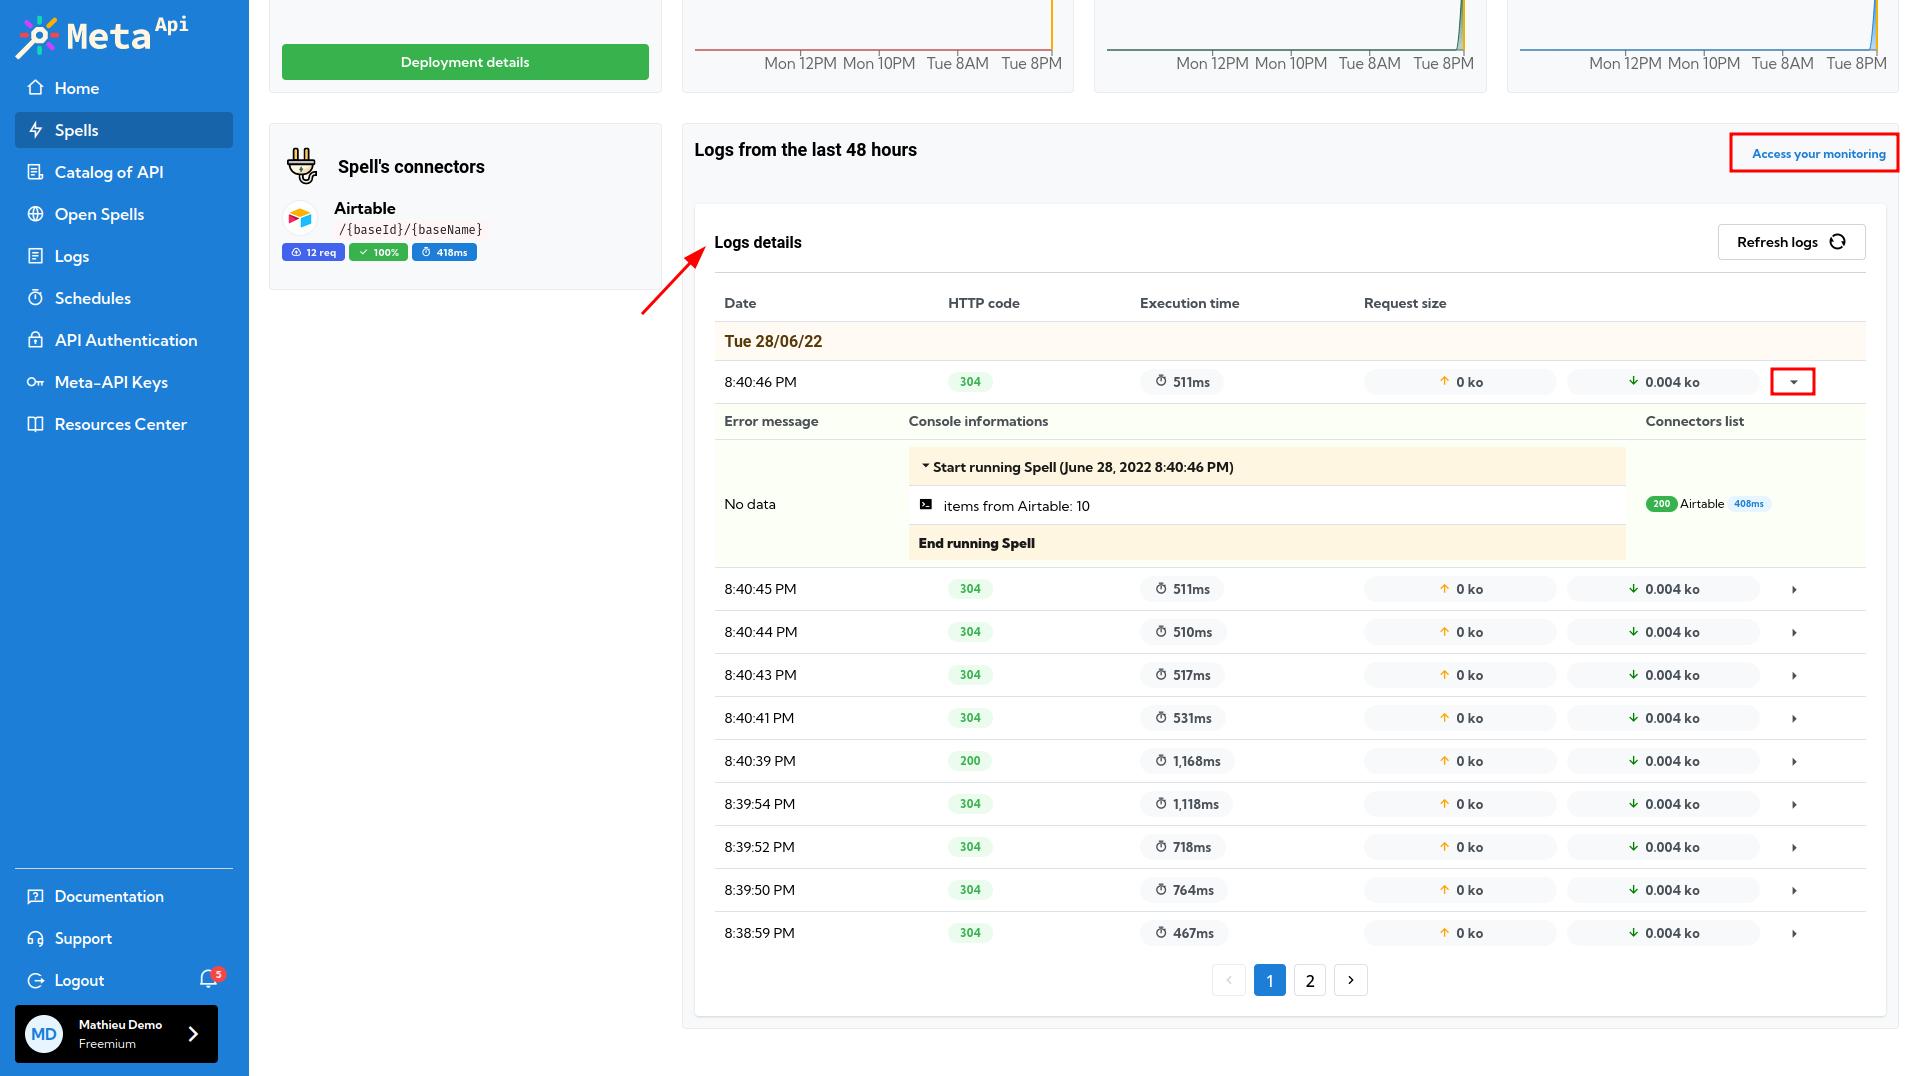 Meta Api
Home
Spells
Catalog of API
Open Spells
Logs
Schedules
API Authentication
Meta-API Keys
Resources Center
Documentation
Support
Logout 5
MD Mathieu Demo
Freemium
Deployment details
Mon 12PM Mon 10PM Tue 8AM Tue 8PM
Mon 12PM Mon 10PM Tue 8AM Tue 8PM
Mon 12PM Mon 10PM Tue 8AM Tue 8PM
Spell's connectors
Airtable
/{baseId}/{baseName}
12 req 100% 418ms
Logs from the last 48 hours
Access your monitoring
Logs details
Refresh logs
Date HTTP code Execution time Request size
Tue 28/06/22
8:40:46 PM 304 511ms 0 ko 0.004 ko
Error message Console informations Connectors list
Start running Spell (June 28, 2022 8:40:46 PM)
No data items from Airtable: 10 200 Airtable 408ms
End running Spell
8:40:45 PM 304 511ms 0 ko 0.004 ko
8:40:44 PM 304 510ms 0 ko 0.004 ko
8:40:43 PM 304 517ms 0 ko 0.004 ko
8:40:41 PM 304 531ms 0 ko 0.004 ko
8:40:39 PM 200 1,168ms 0 ko 0.004 ko
8:39:54 PM 304 1,118ms 0 ko 0.004 ko
8:39:52 PM 304 718ms 0 ko 0.004 ko
8:39:50 PM 304 764ms 0 ko 0.004 ko
8:38:59 PM 304 467ms 0 ko 0.004 ko
1 2